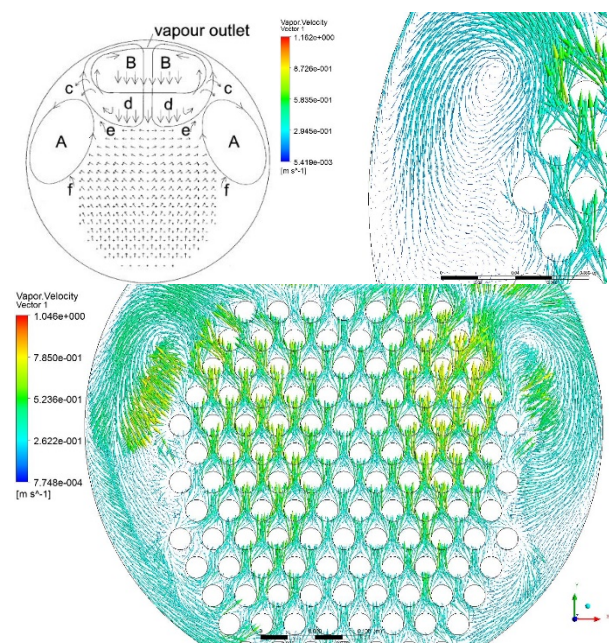 vapour outlet
B B
c c
d d
e e
A A
f f
Vapor.Velocity
Vector 1
1.162e+000
8.726e-001
5.835e-001
2.945e-001
5.419e-003
[m s^-1]
Vapor.Velocity
Vector 1
1.046e+000
7.850e-001
5.236e-001
2.622e-001
7.748e-004
[m s^-1]